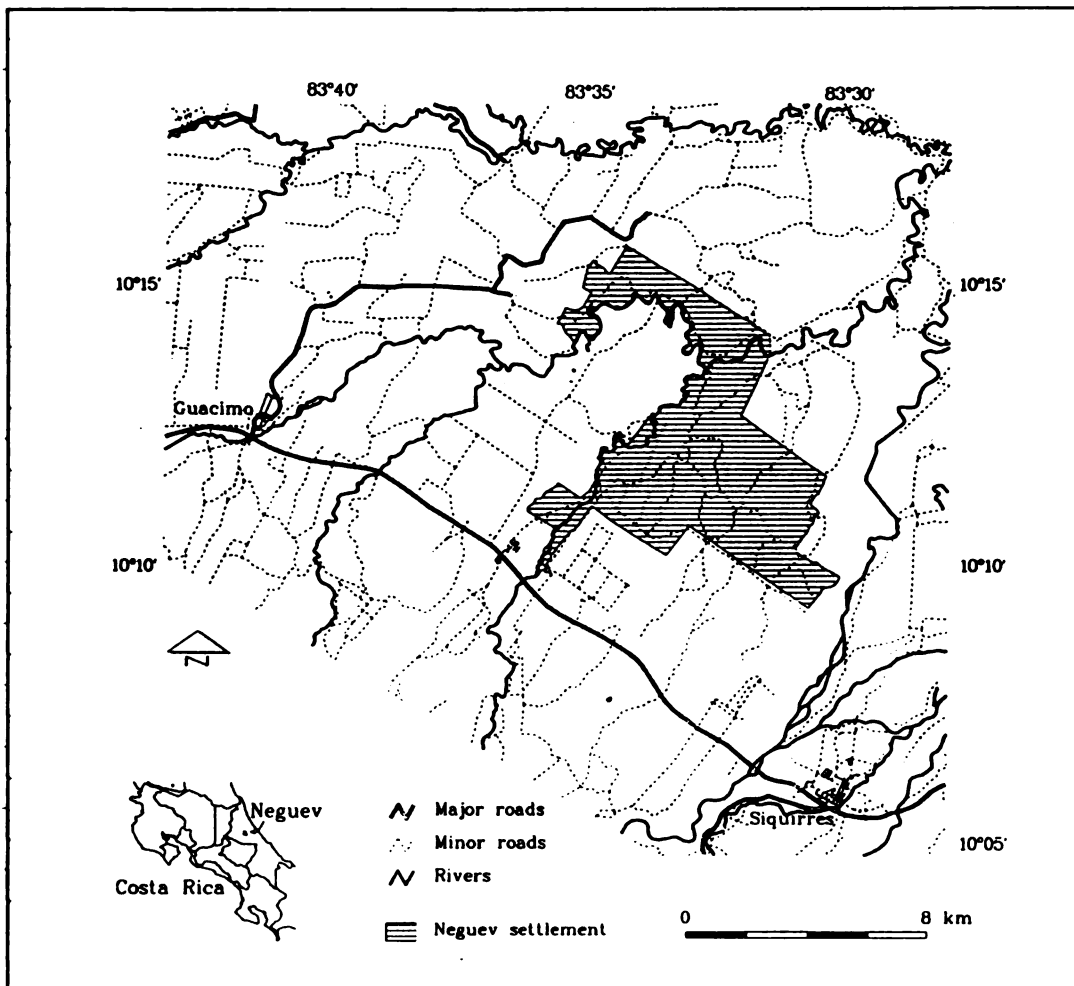 83°40'
83°35'
83°30'
10°15'
10°15'
Guacimo
10°10'
10°10'
N
Neguev
Costa Rica
Major roads
Minor roads
Rivers
Neguev settlement
Siquirres
10°05'
0
8 km